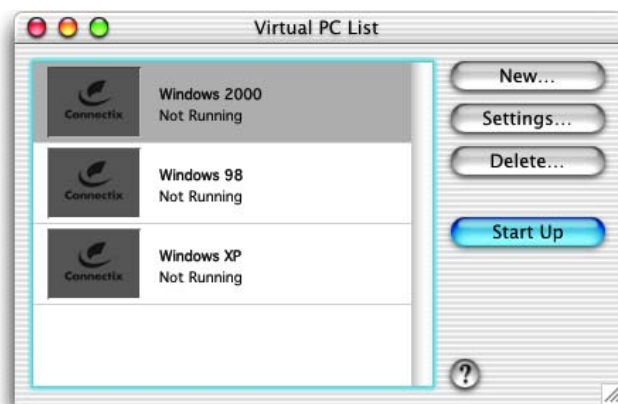 Virtual PC List
Connectix
Windows 2000
Not Running
Connectix
Windows 98
Not Running
Connectix
Windows XP
Not Running
New...
Settings...
Delete...
Start Up
?